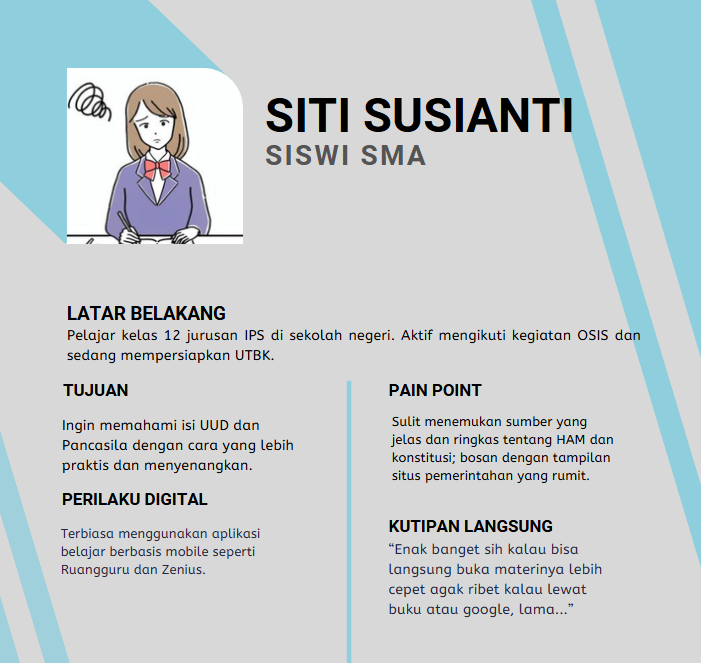 SITI SUSIANTI
SISWI SMA
LATAR BELAKANG
Pelajar kelas 12 jurusan IPS di sekolah negeri. Aktif mengikuti kegiatan OSIS dan
sedang mempersiapkan UTBK.
TUJUAN
Ingin memahami isi UUD dan
Pancasila dengan cara yang lebih
praktis dan menyenangkan.
PERILAKU DIGITAL
Terbiasa menggunakan aplikasi
belajar berbasis mobile seperti
Ruangguru dan Zenius.
PAIN POINT
Sulit menemukan sumber yang
jelas dan ringkas tentang HAM dan
konstitusi; bosan dengan tampilan
situs pemerintahan yang rumit.
KUTIPAN LANGSUNG
“Enak banget sih kalau bisa
langsung buka materinya lebih
cepet agak ribet kalau lewat
buku atau google, lama...”